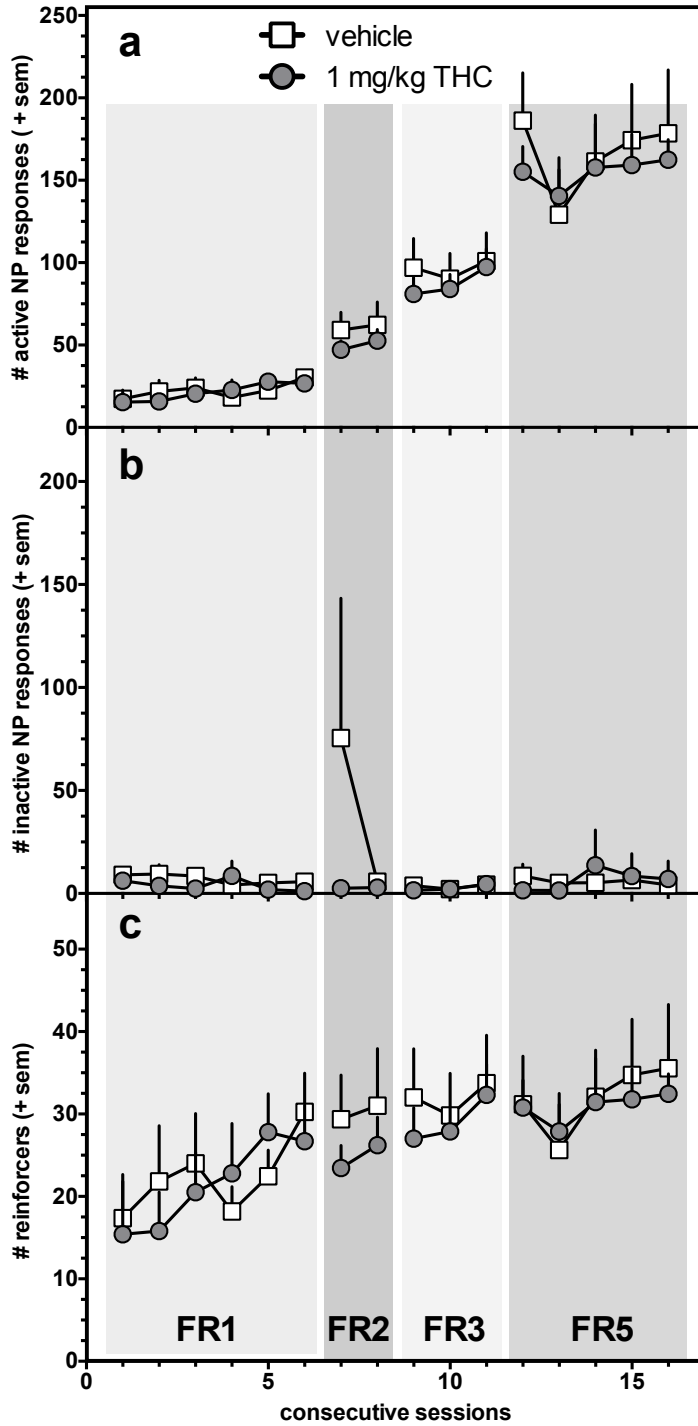 a
vehicle
1 mg/kg THC
# active NP responses ( + sem)
250
200
150
100
50
0
b
# inactive NP responses (+ sem)
200
150
100
50
0
c
# reinforcers (+ sem)
50
40
30
20
10
0
FR1 FR2 FR3 FR5
0 5 10 15
consecutive sessions